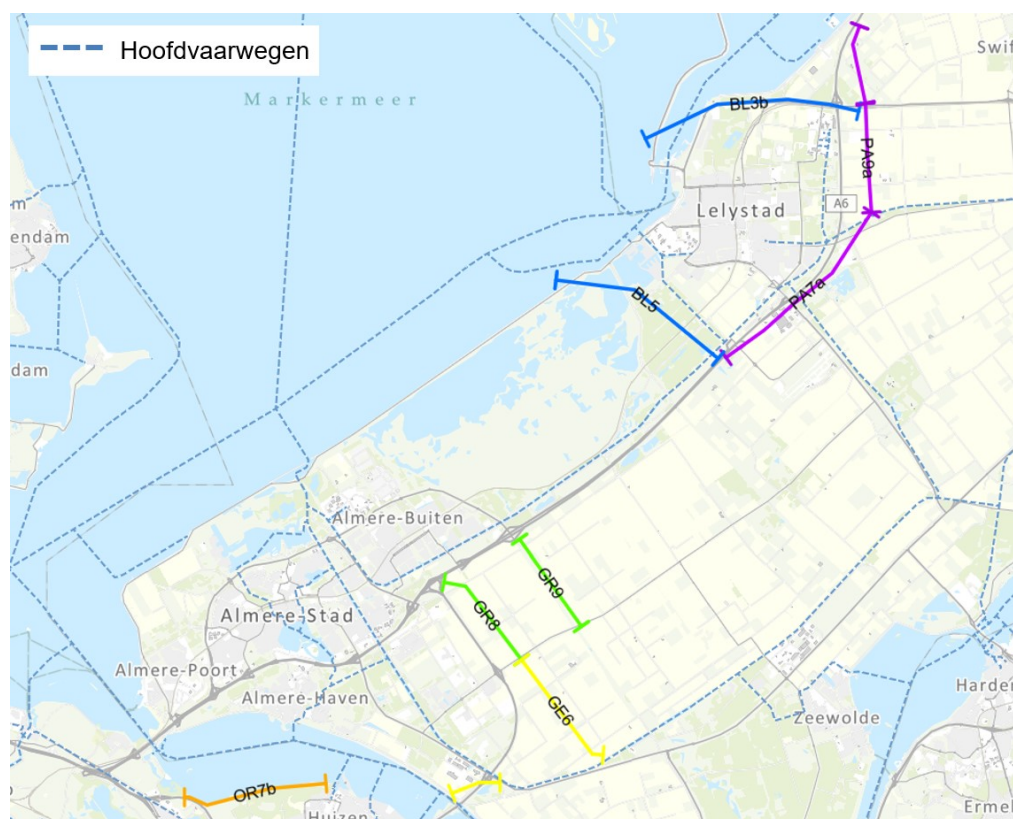 Hoofdvaarwegen
Swif
Markermeer
BL3b
PA9a
A6
Lelystad
m
endam
BL5
PA7a
dam
Almere-Buiten
GR9
GR8
Almere-Stad
Almere-Poort
Almere-Haven
GE6
Harder
Zeewolde
OR7b
Huizen
Ermel